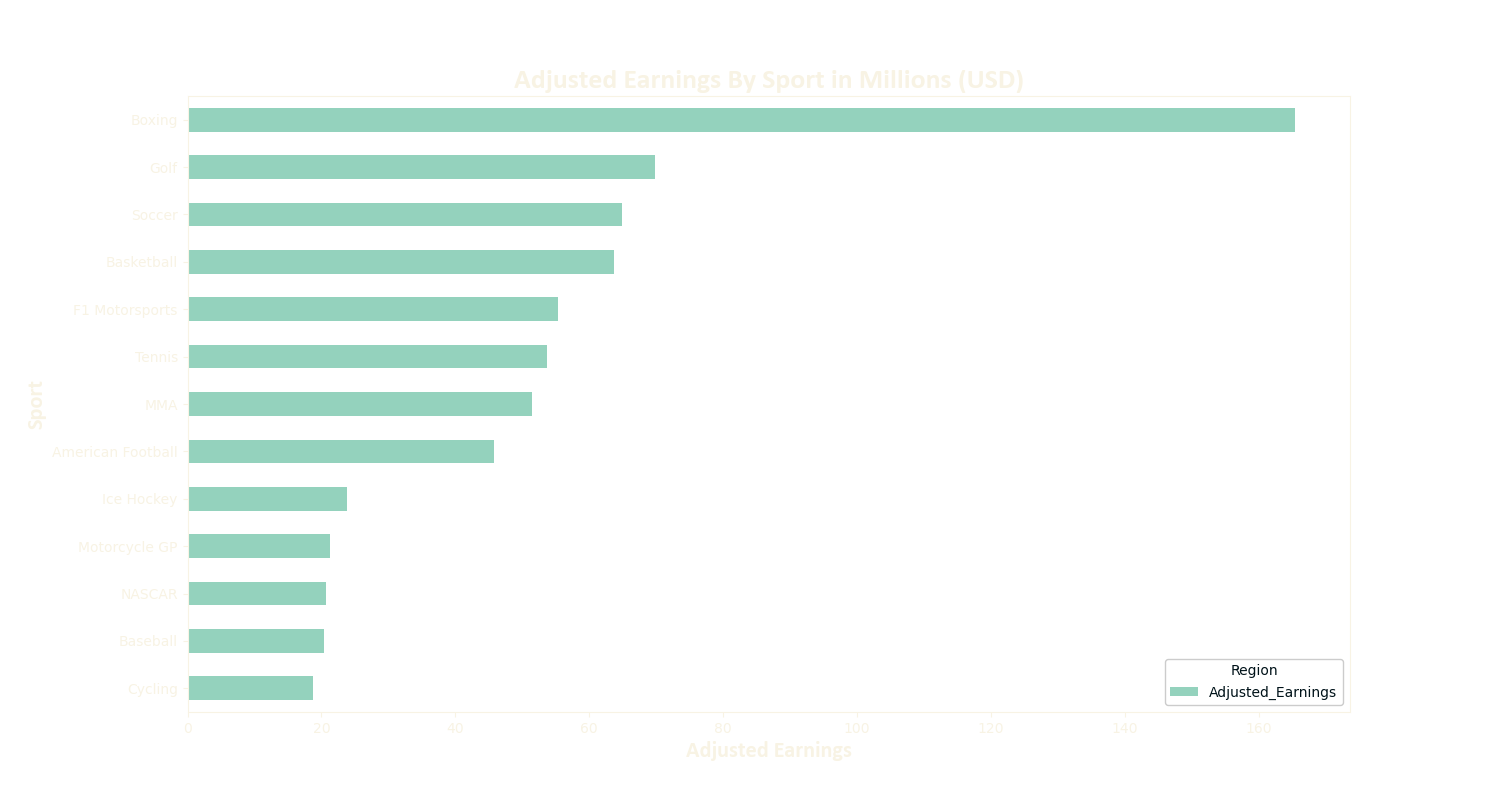 Adjusted Earnings By Sport in Millions (USD)
Boxing
Golf
Soccer
Basketball
F1 Motorsports
Tennis
MMA
American Football
Ice Hockey
Motorcycle GP
NASCAR
Baseball
Cycling
Sport
Region
Adjusted_Earnings
0 20 40 60 80 100 120 140 160
Adjusted Earnings